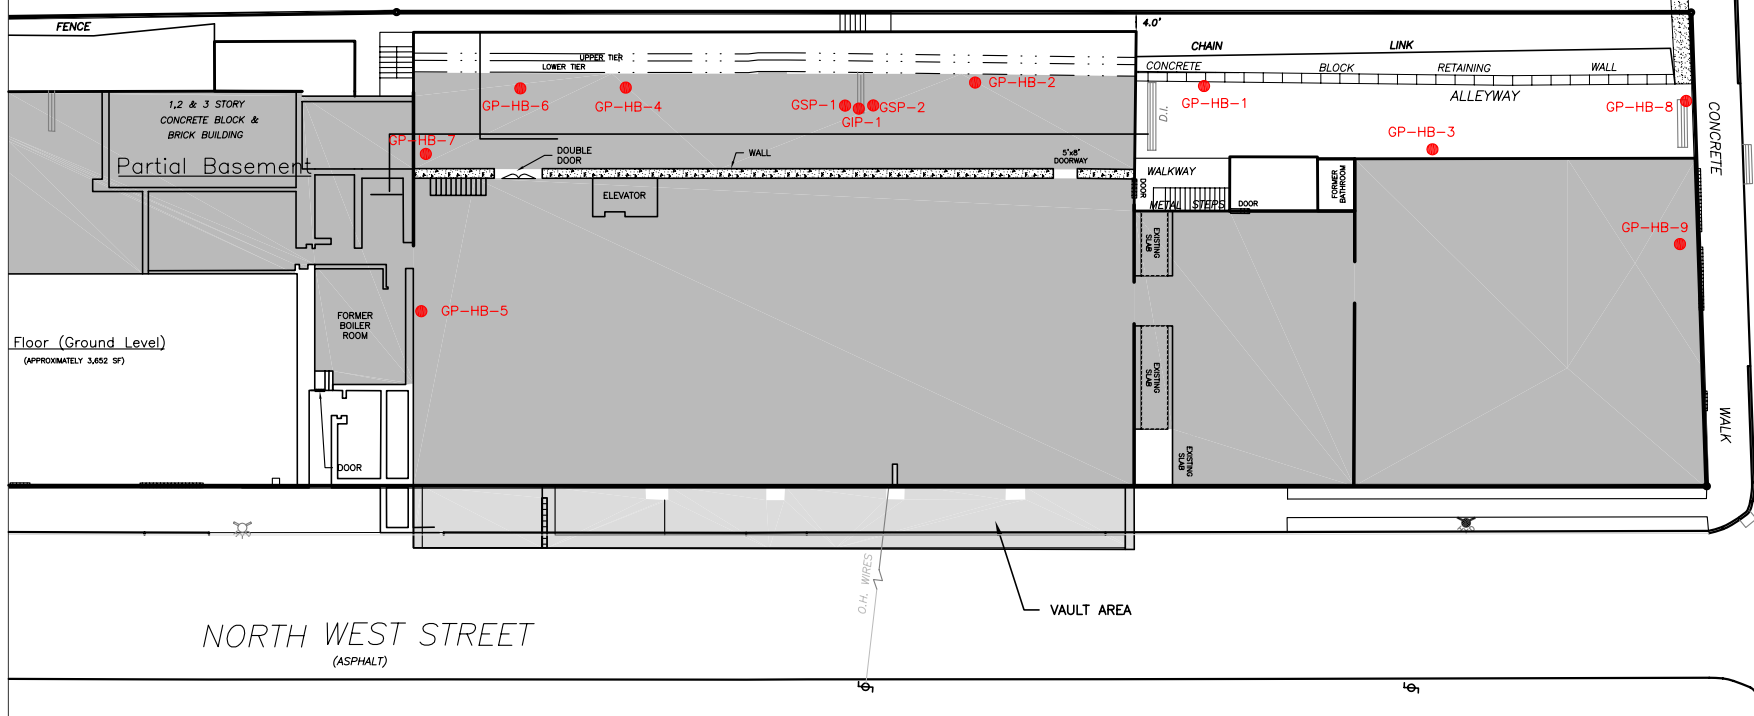 FENCE
4.0'
CHAIN LINK
UPPER TIER
LOWER TIER
CONCRETE BLOCK RETAINING WALL
GP-HB-6
GP-HB-4
GSP-1
GSP-2
GIP-1
GP-HB-2
GP-HB-1
ALLEYWAY
GP-HB-8
1,2 & 3 STORY
CONCRETE BLOCK &
BRICK BUILDING
D.I.
GP-HB-3
CONCRETE
GP-HB-7
Partial Basement
DOUBLE
DOOR
WALL
5'x8'
DOORWAY
WALKWAY
DOOR
FORMER
BATHROOM
ELEVATOR
METAL STEPS
DOOR
EXISTING
SLAB
GP-HB-9
FORMER
BOILER
ROOM
GP-HB-5
Floor (Ground Level)
(APPROXIMATELY 3,652 SF)
EXISTING
SLAB
WALK
EXISTING
SLAB
DOOR
O.H. WIRES
VAULT AREA
NORTH WEST STREET
(ASPHALT)